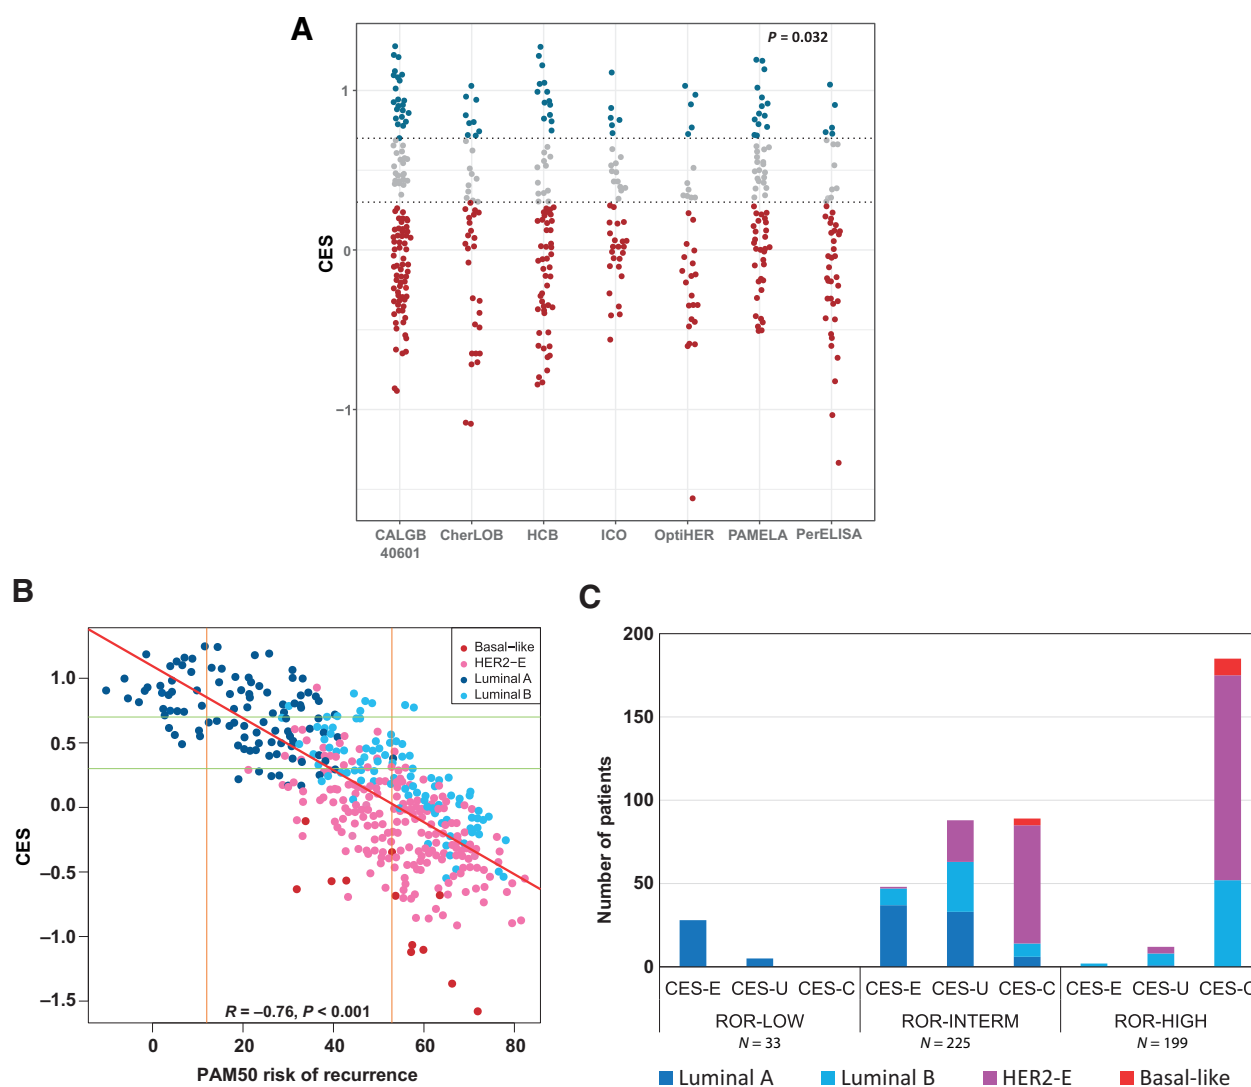 A
P = 0.032
1
0
−1
CES
CALGB 40601
CherLOB
HCB
ICO
OptiHER
PAMELA
PerELISA
B
Basal−like
HER2−E
Luminal A
Luminal B
1.0
0.5
0.0
−0.5
−1.0
−1.5
CES
R = −0.76, P < 0.001
0 20 40 60 80
PAM50 risk of recurrence
C
200
150
100
50
0
Number of patients
CES-E CES-U CES-C CES-E CES-U CES-C CES-E CES-U CES-C
ROR-LOW ROR-INTERM ROR-HIGH
N = 33 N = 225 N = 199
Luminal A Luminal B HER2-E Basal-like